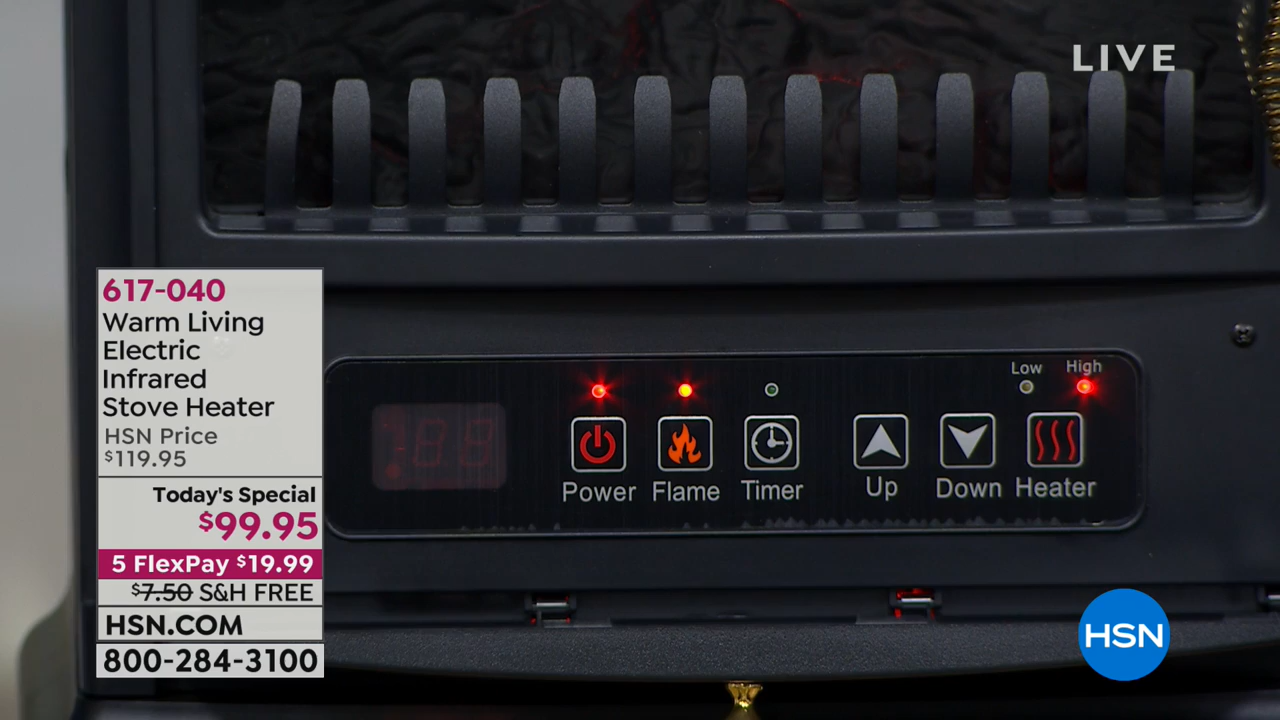 LIVE
617-040
Warm Living
Electric
Infrared
Stove Heater
HSN Price
$119.95
Today's Special
$99.95
5 FlexPay $19.99
$7.50 S&H FREE
HSN.COM
800-284-3100
Low High
Power Flame Timer Up Down Heater
HSN